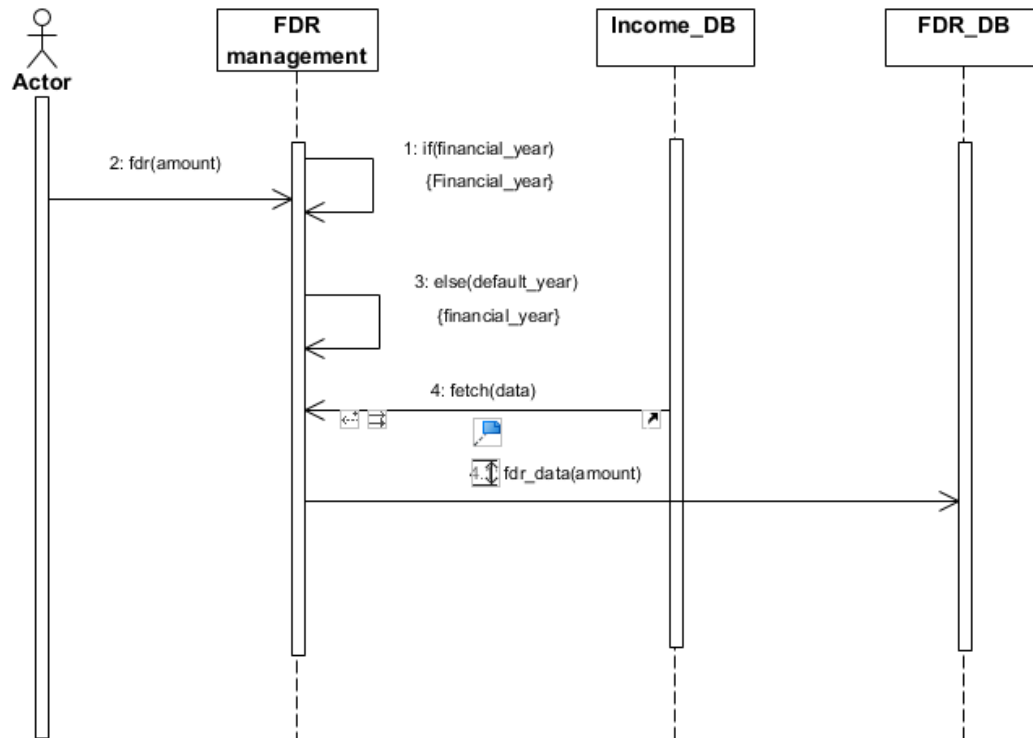 FDR
management
Income_DB
FDR_DB
Actor
1: if(financial_year)
{Financial_year}
2: fdr(amount)
3: else(default_year)
{financial_year}
4: fetch(data)
fdr_data(amount)